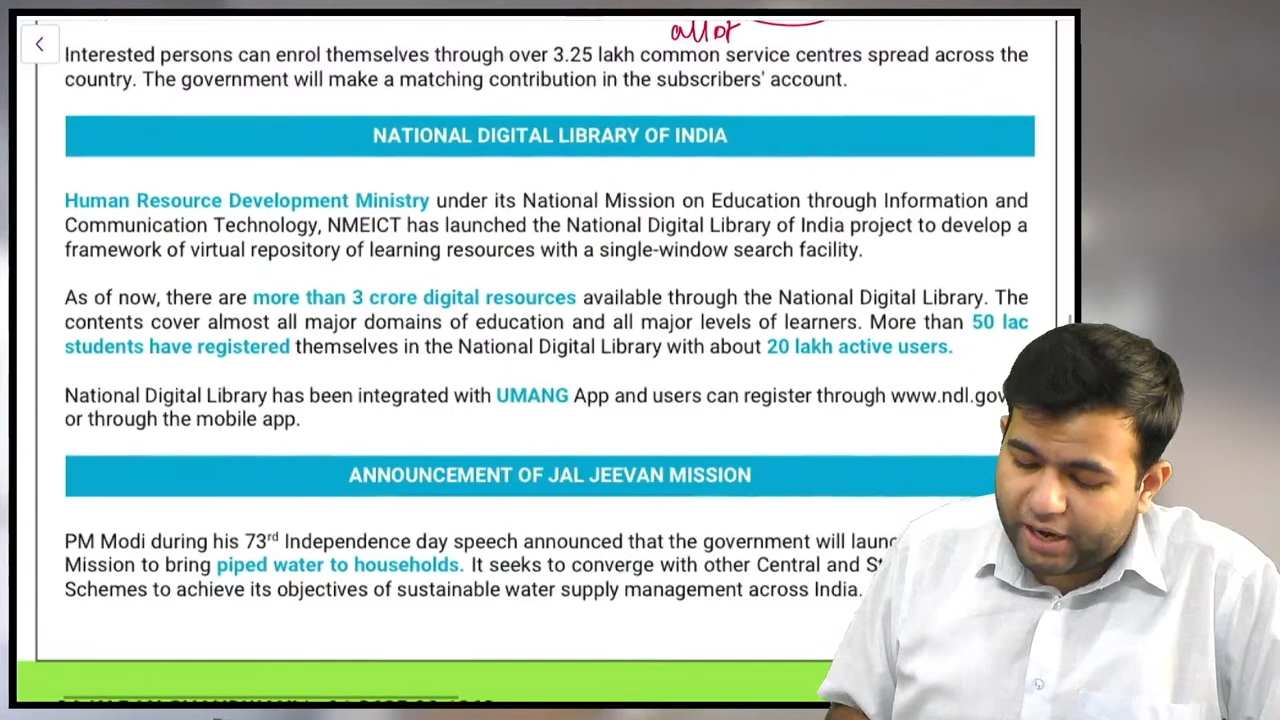 allot
Interested persons can enrol themselves through over 3.25 lakh common service centres spread across the
country. The government will make a matching contribution in the subscribers' account.
NATIONAL DIGITAL LIBRARY OF INDIA
Human Resource Development Ministry under its National Mission on Education through Information and
Communication Technology, NMEICT has launched the National Digital Library of India project to develop a
framework of virtual repository of learning resources with a single-window search facility.
As of now, there are more than 3 crore digital resources available through the National Digital Library. The
contents cover almost all major domains of education and all major levels of learners. More than 50 lac
students have registered themselves in the National Digital Library with about 20 lakh active users.
National Digital Library has been integrated with UMANG App and users can register through www.ndl.gov
or through the mobile app.
ANNOUNCEMENT OF JAL JEEVAN MISSION
PM Modi during his 73rd Independence day speech announced that the government will
Mission to bring piped water to households. It seeks to converge with other Central and
Schemes to achieve its objectives of sustainable water supply management across India.